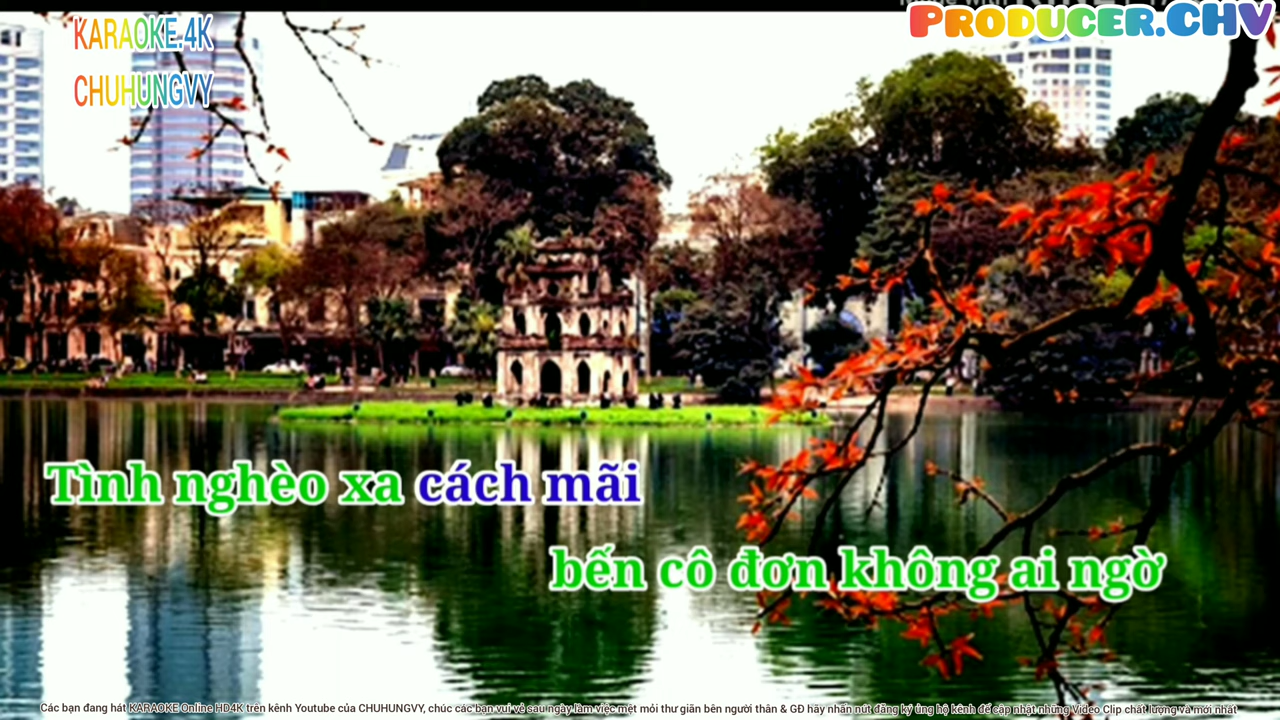 KARAOKE.4K
CHUHUNGVY
PRODUCER.CHV
Tình nghèo xa cách mãi
bến cô đơn không ai ngờ
Các bạn đang hát KARAOKE Online HD4K trên kênh Youtube của CHUHUNGVY, chúc các bạn vui vẻ sau ngày làm việc mệt mỏi thư giãn bên người thân & GĐ hãy nhấn nút đăng ký ủng hộ kênh để cập nhật những Video Clip chất lượng và mới nhất